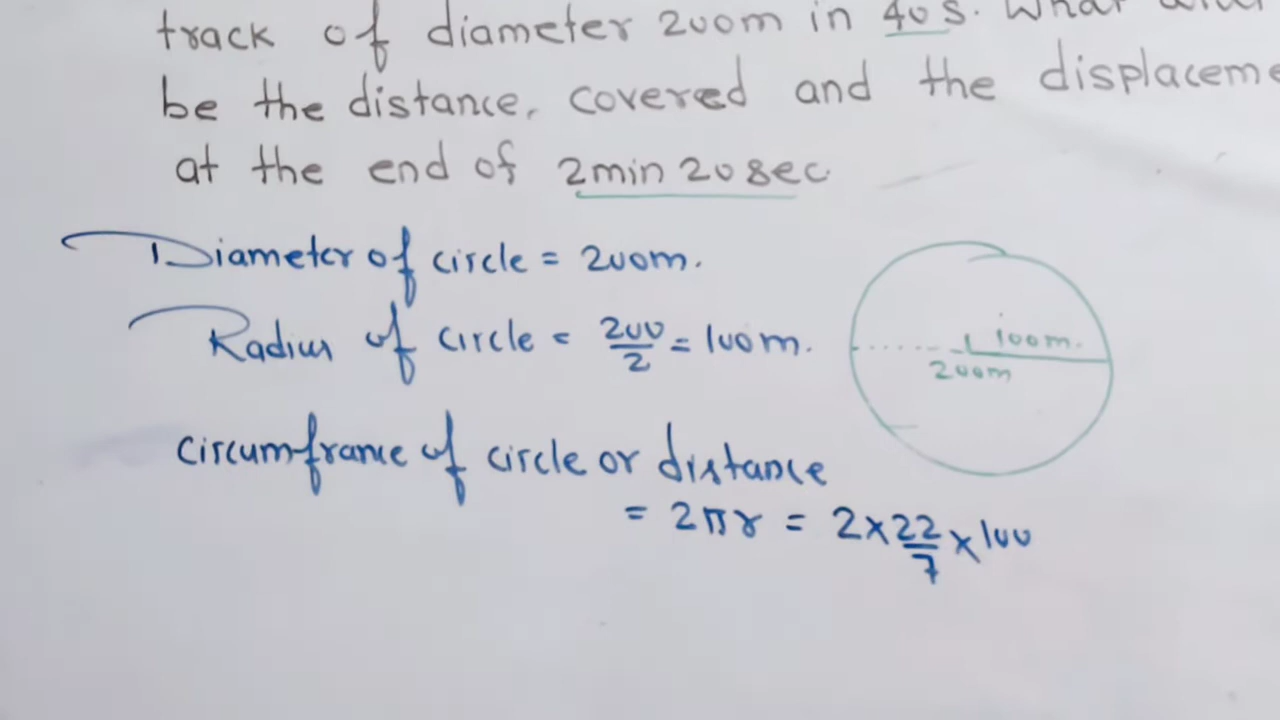 track of diameter 200m in 40s. What will
be the distance, covered and the displaceme
at the end of 2min 20sec
Diameter of circle = 200m.
Radius of circle = 200/2 = 100m.
100m.
200m
circumfrance of circle or distance
= 2πr = 2×22/7×100